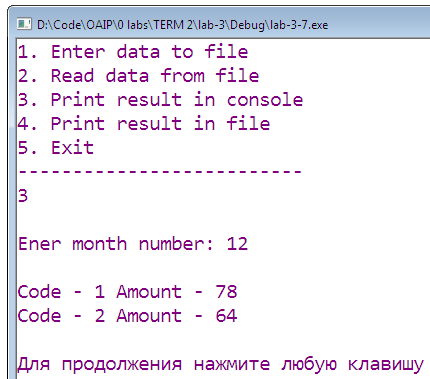 D:\Code\OAIP\0 labs\TERM 2\lab-3\Debug\lab-3-7.exe
1. Enter data to file
2. Read data from file
3. Print result in console
4. Print result in file
5. Exit
--------------------------
3
Ener month number: 12
Code - 1 Amount - 78
Code - 2 Amount - 64
Для продолжения нажмите любую клавишу